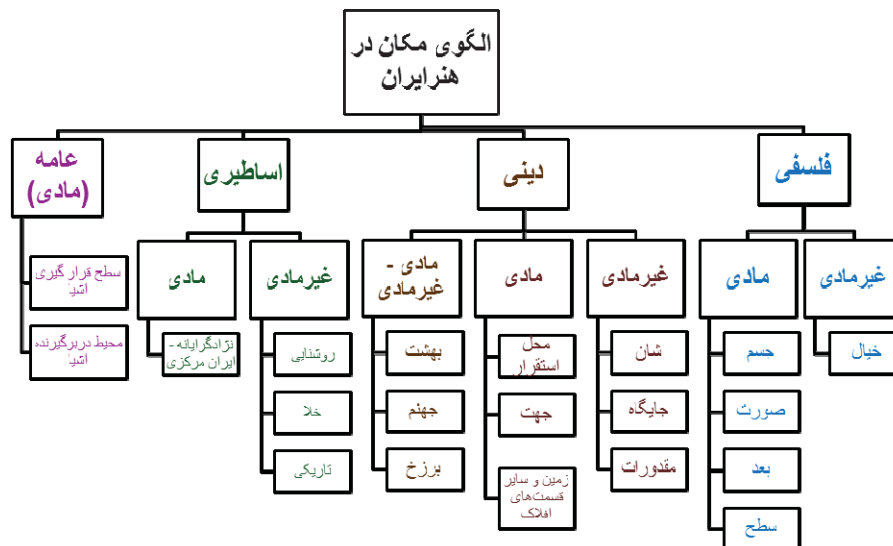 الگوی مکان در
هنرایران
فلسفی
دینی
اساطیری
عامه
(مادی)
غیرمادی
مادی
غیرمادی
مادی
مادی -
غیرمادی
غیرمادی
مادی
سطح قرارگیری
اشیا
محیط دربرگیرنده
اشیا
خیال
جسم
صورت
بعد
سطح
شان
جایگاه
مقدورات
محل
استقرار
جهت
زمین و سایر
قسمت‌های
افلاک
بهشت
جهنم
برزخ
روشنایی
خلا
تاریکی
نژادگرایانه -
ایران مرکزی